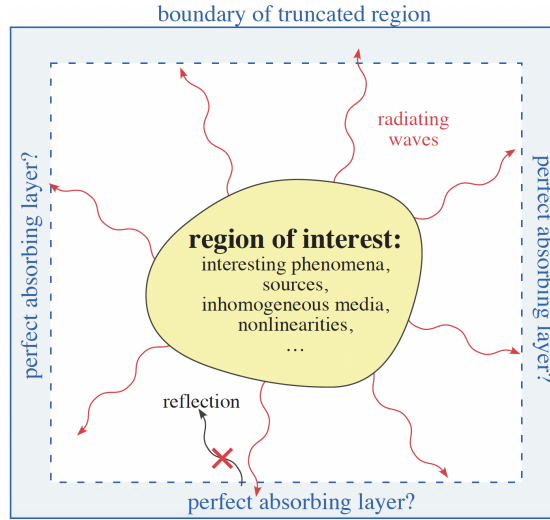 boundary of truncated region
radiating
waves
perfect absorbing layer?
perfect absorbing layer?
region of interest:
interesting phenomena,
sources,
inhomogeneous media,
nonlinearities,
...
reflection
perfect absorbing layer?